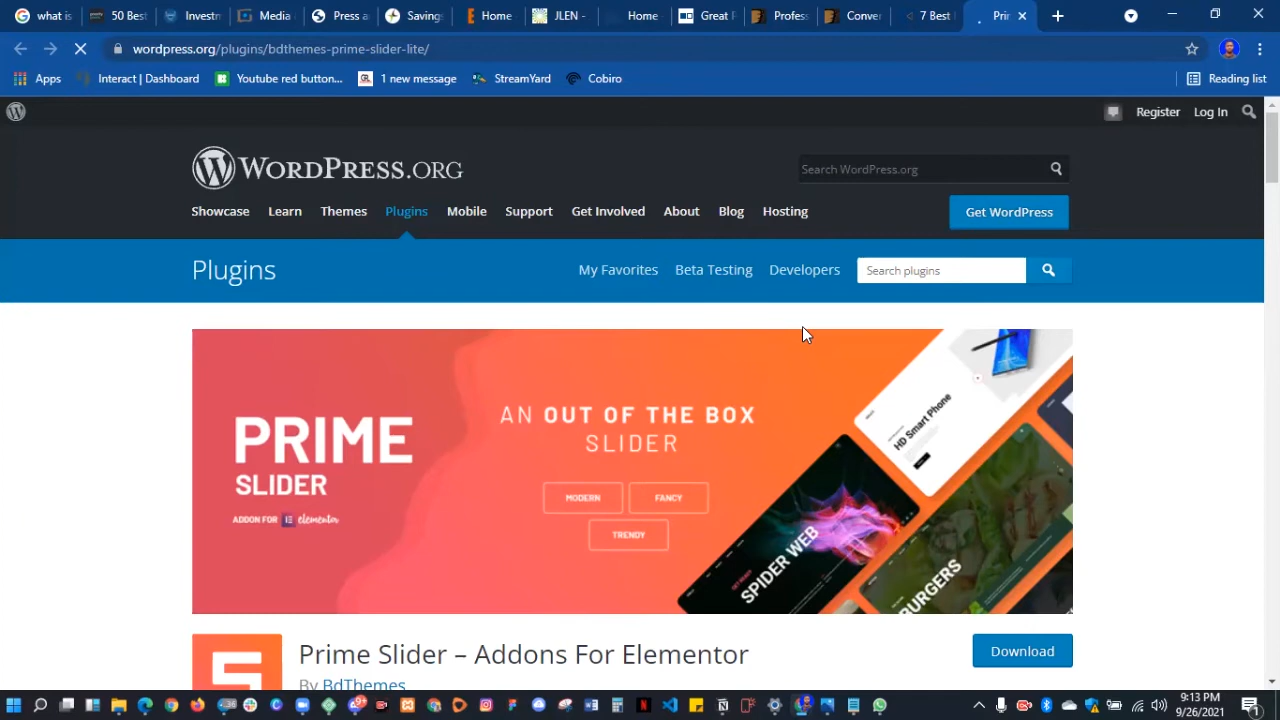 what is
50 Bes
Investm
Media
Press a
Savings
Home
JLEN -
Home
Great P
Profess
Conver
7 Best
Pri
wordpress.org/plugins/bdthemes-prime-slider-lite/
Apps
Interact | Dashboard
Youtube red button...
1 new message
StreamYard
Cobiro
Reading list
Register
Log In
WORDPRESS.ORG
Search WordPress.org
Showcase
Learn
Themes
Plugins
Mobile
Support
Get Involved
About
Blog
Hosting
Get WordPress
Plugins
My Favorites
Beta Testing
Developers
Search plugins
PRIME
SLIDER
ADDON FOR elementor
AN OUT OF THE BOX
SLIDER
MODERN
FANCY
TRENDY
HD Smart Phone
SPIDER WEB
BURGERS
Prime Slider – Addons For Elementor
Download
By BdThemes
9:13 PM
9/26/2021